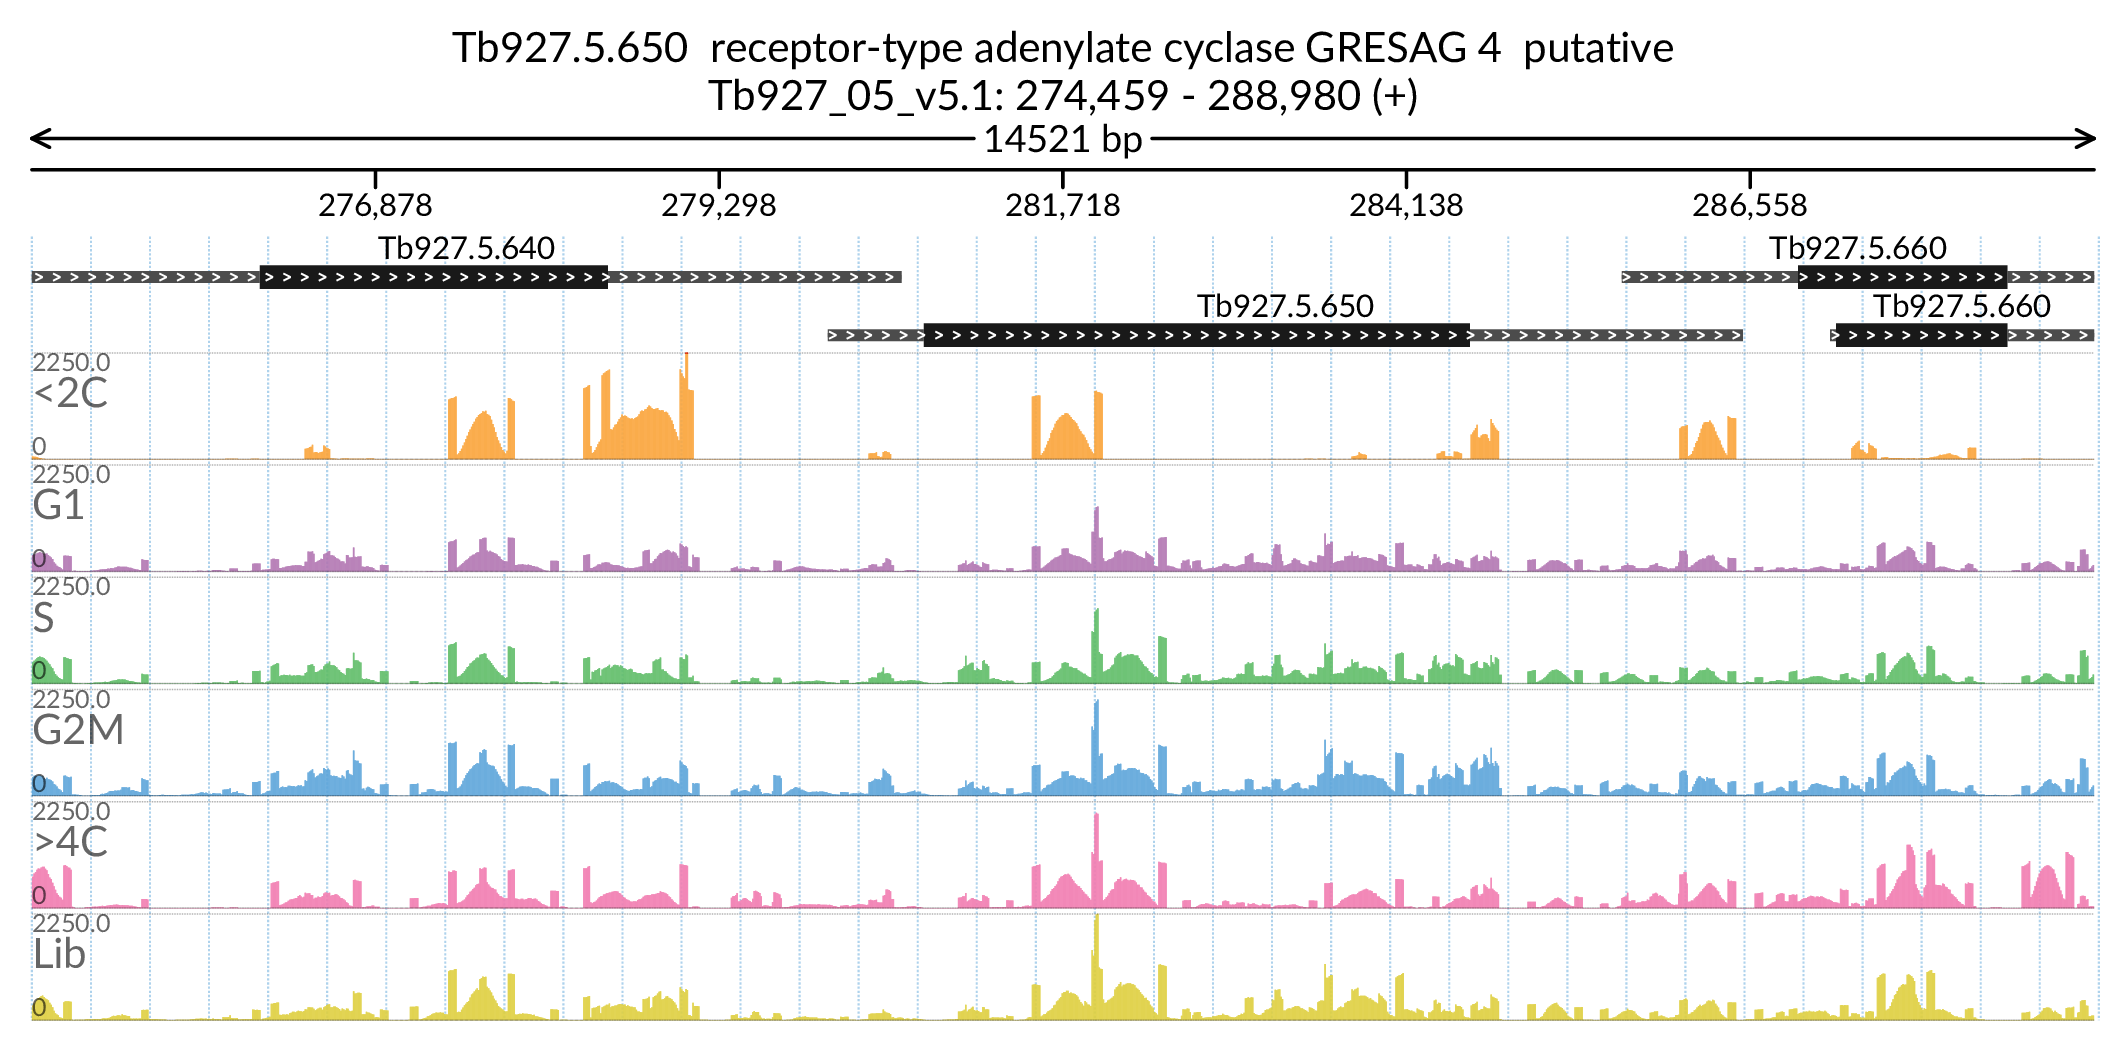 Tb927.5.650 receptor-type adenylate cyclase GRESAG 4 putative
Tb927_05_v5.1: 274,459 - 288,980 (+)
14521 bp
276,878 279,298 281,718 284,138 286,558
Tb927.5.640 Tb927.5.660
Tb927.5.650 Tb927.5.660
2250.0
<2C
0
2250.0
G1
0
2250.0
S
0
2250.0
G2M
0
2250.0
>4C
0
2250.0
Lib
0